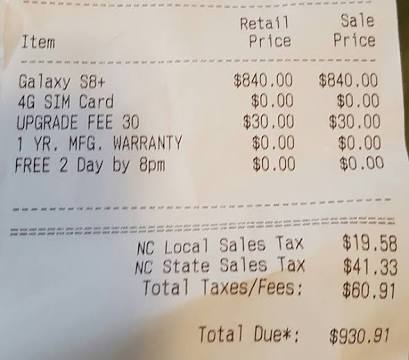 Retail Sale
Item Price Price
Galaxy S8+ $840.00 $840.00
4G SIM Card $0.00 $0.00
UPGRADE FEE 30 $30.00 $30.00
1 YR. MFG. WARRANTY $0.00 $0.00
FREE 2 Day by 8pm $0.00 $0.00
NC Local Sales Tax $19.58
NC State Sales Tax $41.33
Total Taxes/Fees: $60.91
Total Due*: $930.91